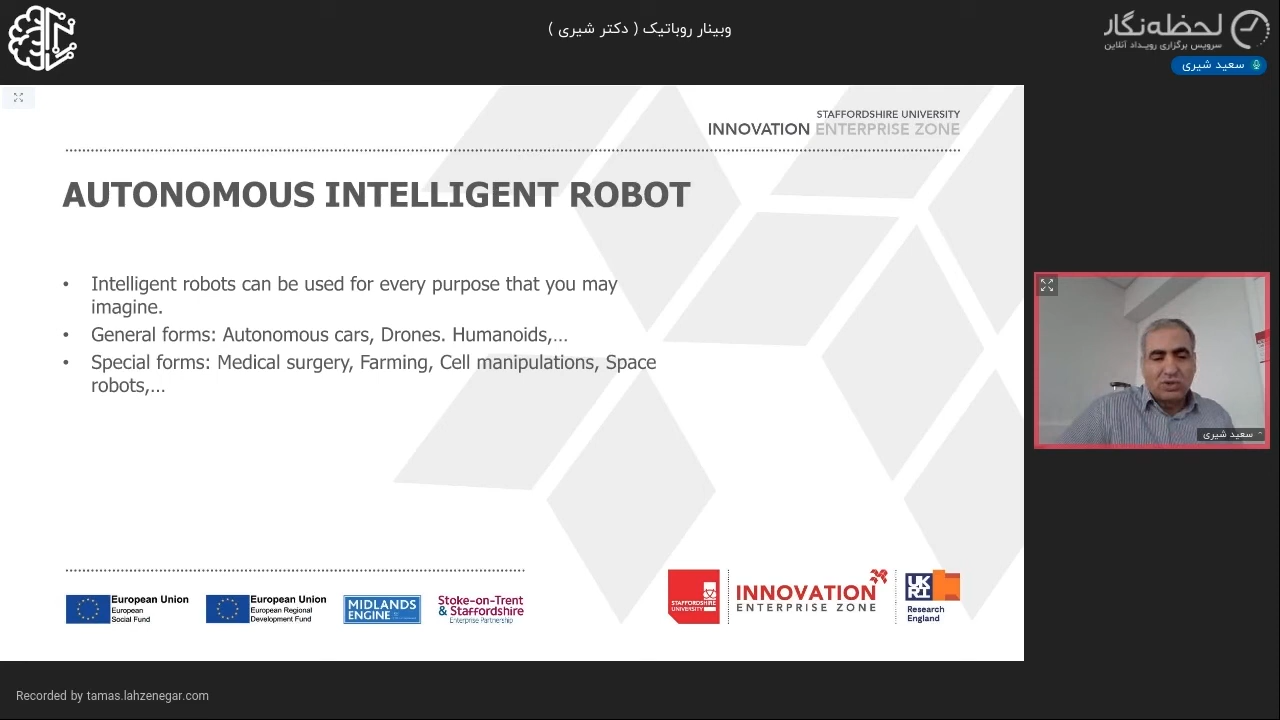 وبینار روباتیک ( دکتر شیری )
لحظه‌نگار
سرویس برگزاری رویداد آنلاین
سعید شیری
STAFFORDSHIRE UNIVERSITY
INNOVATION ENTERPRISE ZONE
AUTONOMOUS INTELLIGENT ROBOT
• Intelligent robots can be used for every purpose that you may
imagine.
• General forms: Autonomous cars, Drones. Humanoids,...
• Special forms: Medical surgery, Farming, Cell manipulations, Space
robots,...
سعید شیری
European Union
European
Social Fund
European Union
European Regional
Development Fund
MIDLANDS
ENGINE
Stoke-on-Trent
& Staffordshire
Enterprise Partnership
STAFFORDSHIRE
UNIVERSITY
INNOVATION
ENTERPRISE ZONE
UK
RI
Research
England
Recorded by tamas.lahzenegar.com